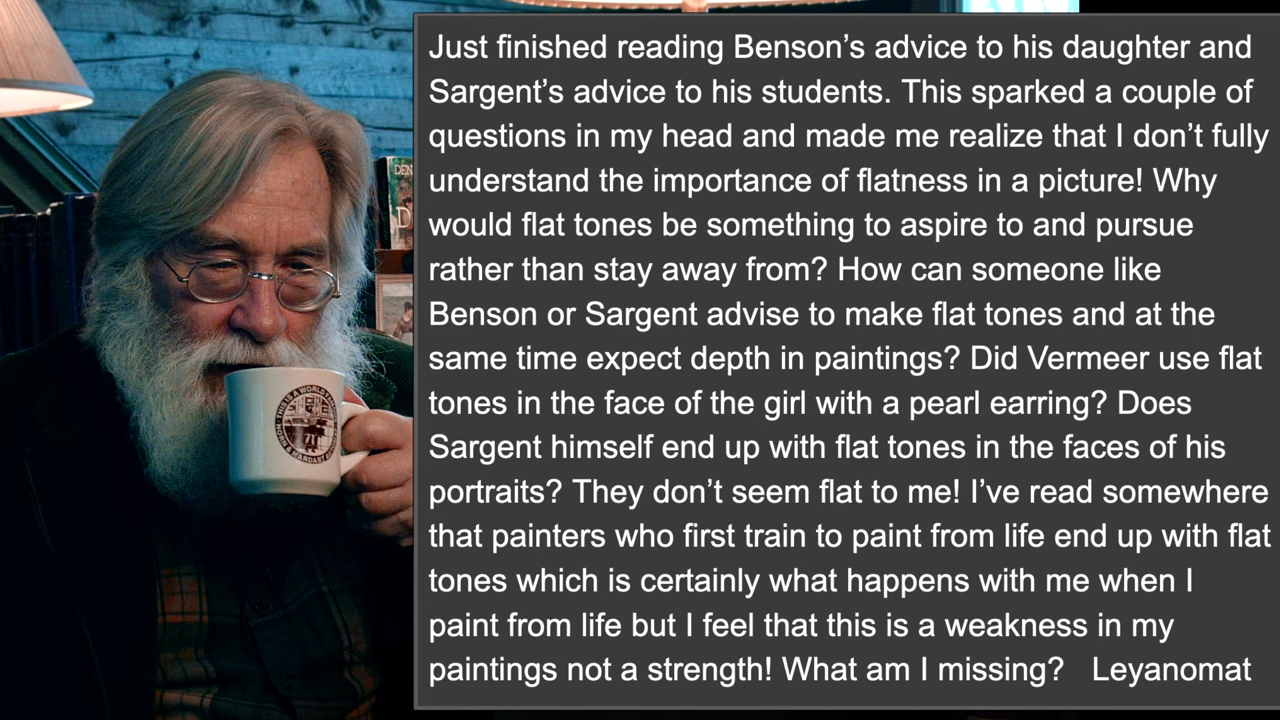 Just finished reading Benson’s advice to his daughter and
Sargent’s advice to his students. This sparked a couple of
questions in my head and made me realize that I don’t fully
understand the importance of flatness in a picture! Why
would flat tones be something to aspire to and pursue
rather than stay away from? How can someone like
Benson or Sargent advise to make flat tones and at the
same time expect depth in paintings? Did Vermeer use flat
tones in the face of the girl with a pearl earring? Does
Sargent himself end up with flat tones in the faces of his
portraits? They don’t seem flat to me! I’ve read somewhere
that painters who first train to paint from life end up with flat
tones which is certainly what happens with me when I
paint from life but I feel that this is a weakness in my
paintings not a strength! What am I missing? Leyanomat
DEN
D
THIS IS A WORLD